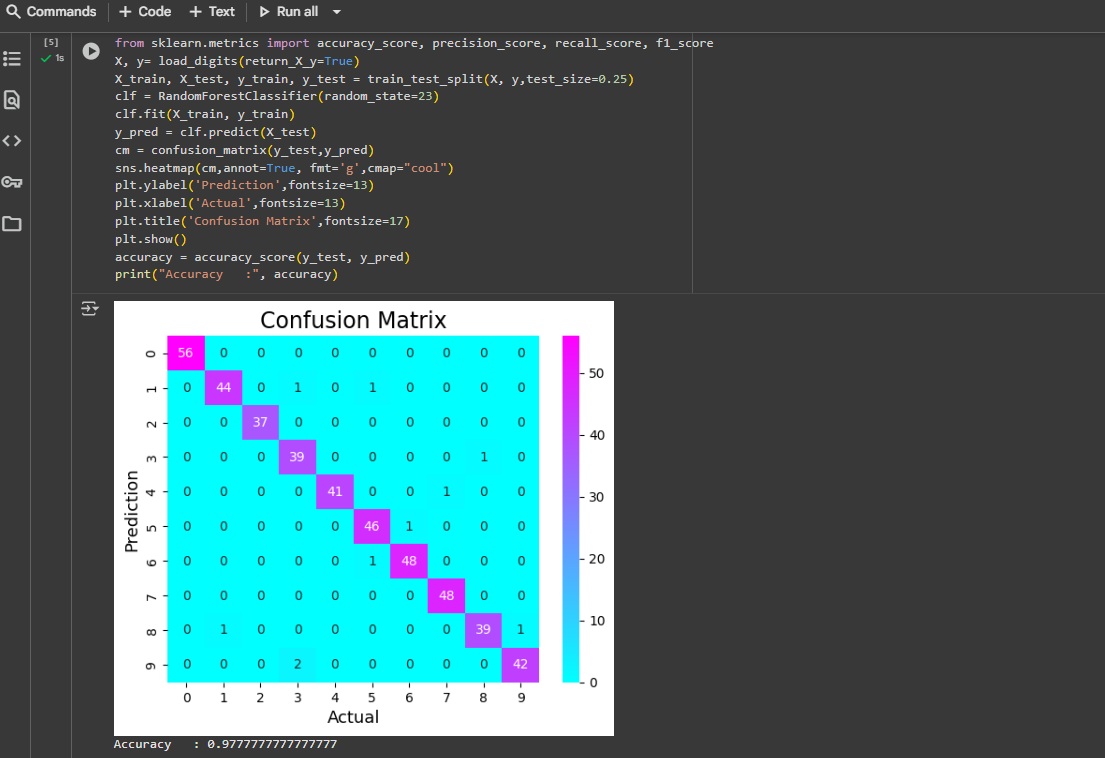 Commands + Code + Text Run all
[5]
1s
from sklearn.metrics import accuracy_score, precision_score, recall_score, f1_score
X, y= load_digits(return_X_y=True)
X_train, X_test, y_train, y_test = train_test_split(X, y,test_size=0.25)
clf = RandomForestClassifier(random_state=23)
clf.fit(X_train, y_train)
y_pred = clf.predict(X_test)
cm = confusion_matrix(y_test,y_pred)
sns.heatmap(cm,annot=True, fmt='g',cmap="cool")
plt.ylabel('Prediction',fontsize=13)
plt.xlabel('Actual',fontsize=13)
plt.title('Confusion Matrix',fontsize=17)
plt.show()
accuracy = accuracy_score(y_test, y_pred)
print("Accuracy   :", accuracy)
Confusion Matrix
0 56 0 0 0 0 0 0 0 0 0
1 0 44 0 1 0 1 0 0 0 0
2 0 0 37 0 0 0 0 0 0 0
3 0 0 0 39 0 0 0 0 1 0
4 0 0 0 0 41 0 0 1 0 0
5 0 0 0 0 0 46 1 0 0 0
6 0 0 0 0 0 1 48 0 0 0
7 0 0 0 0 0 0 0 48 0 0
8 0 1 0 0 0 0 0 0 39 1
9 0 0 0 2 0 0 0 0 0 42
0 1 2 3 4 5 6 7 8 9
Prediction
Actual
50
40
30
20
10
0
Accuracy   : 0.9777777777777777